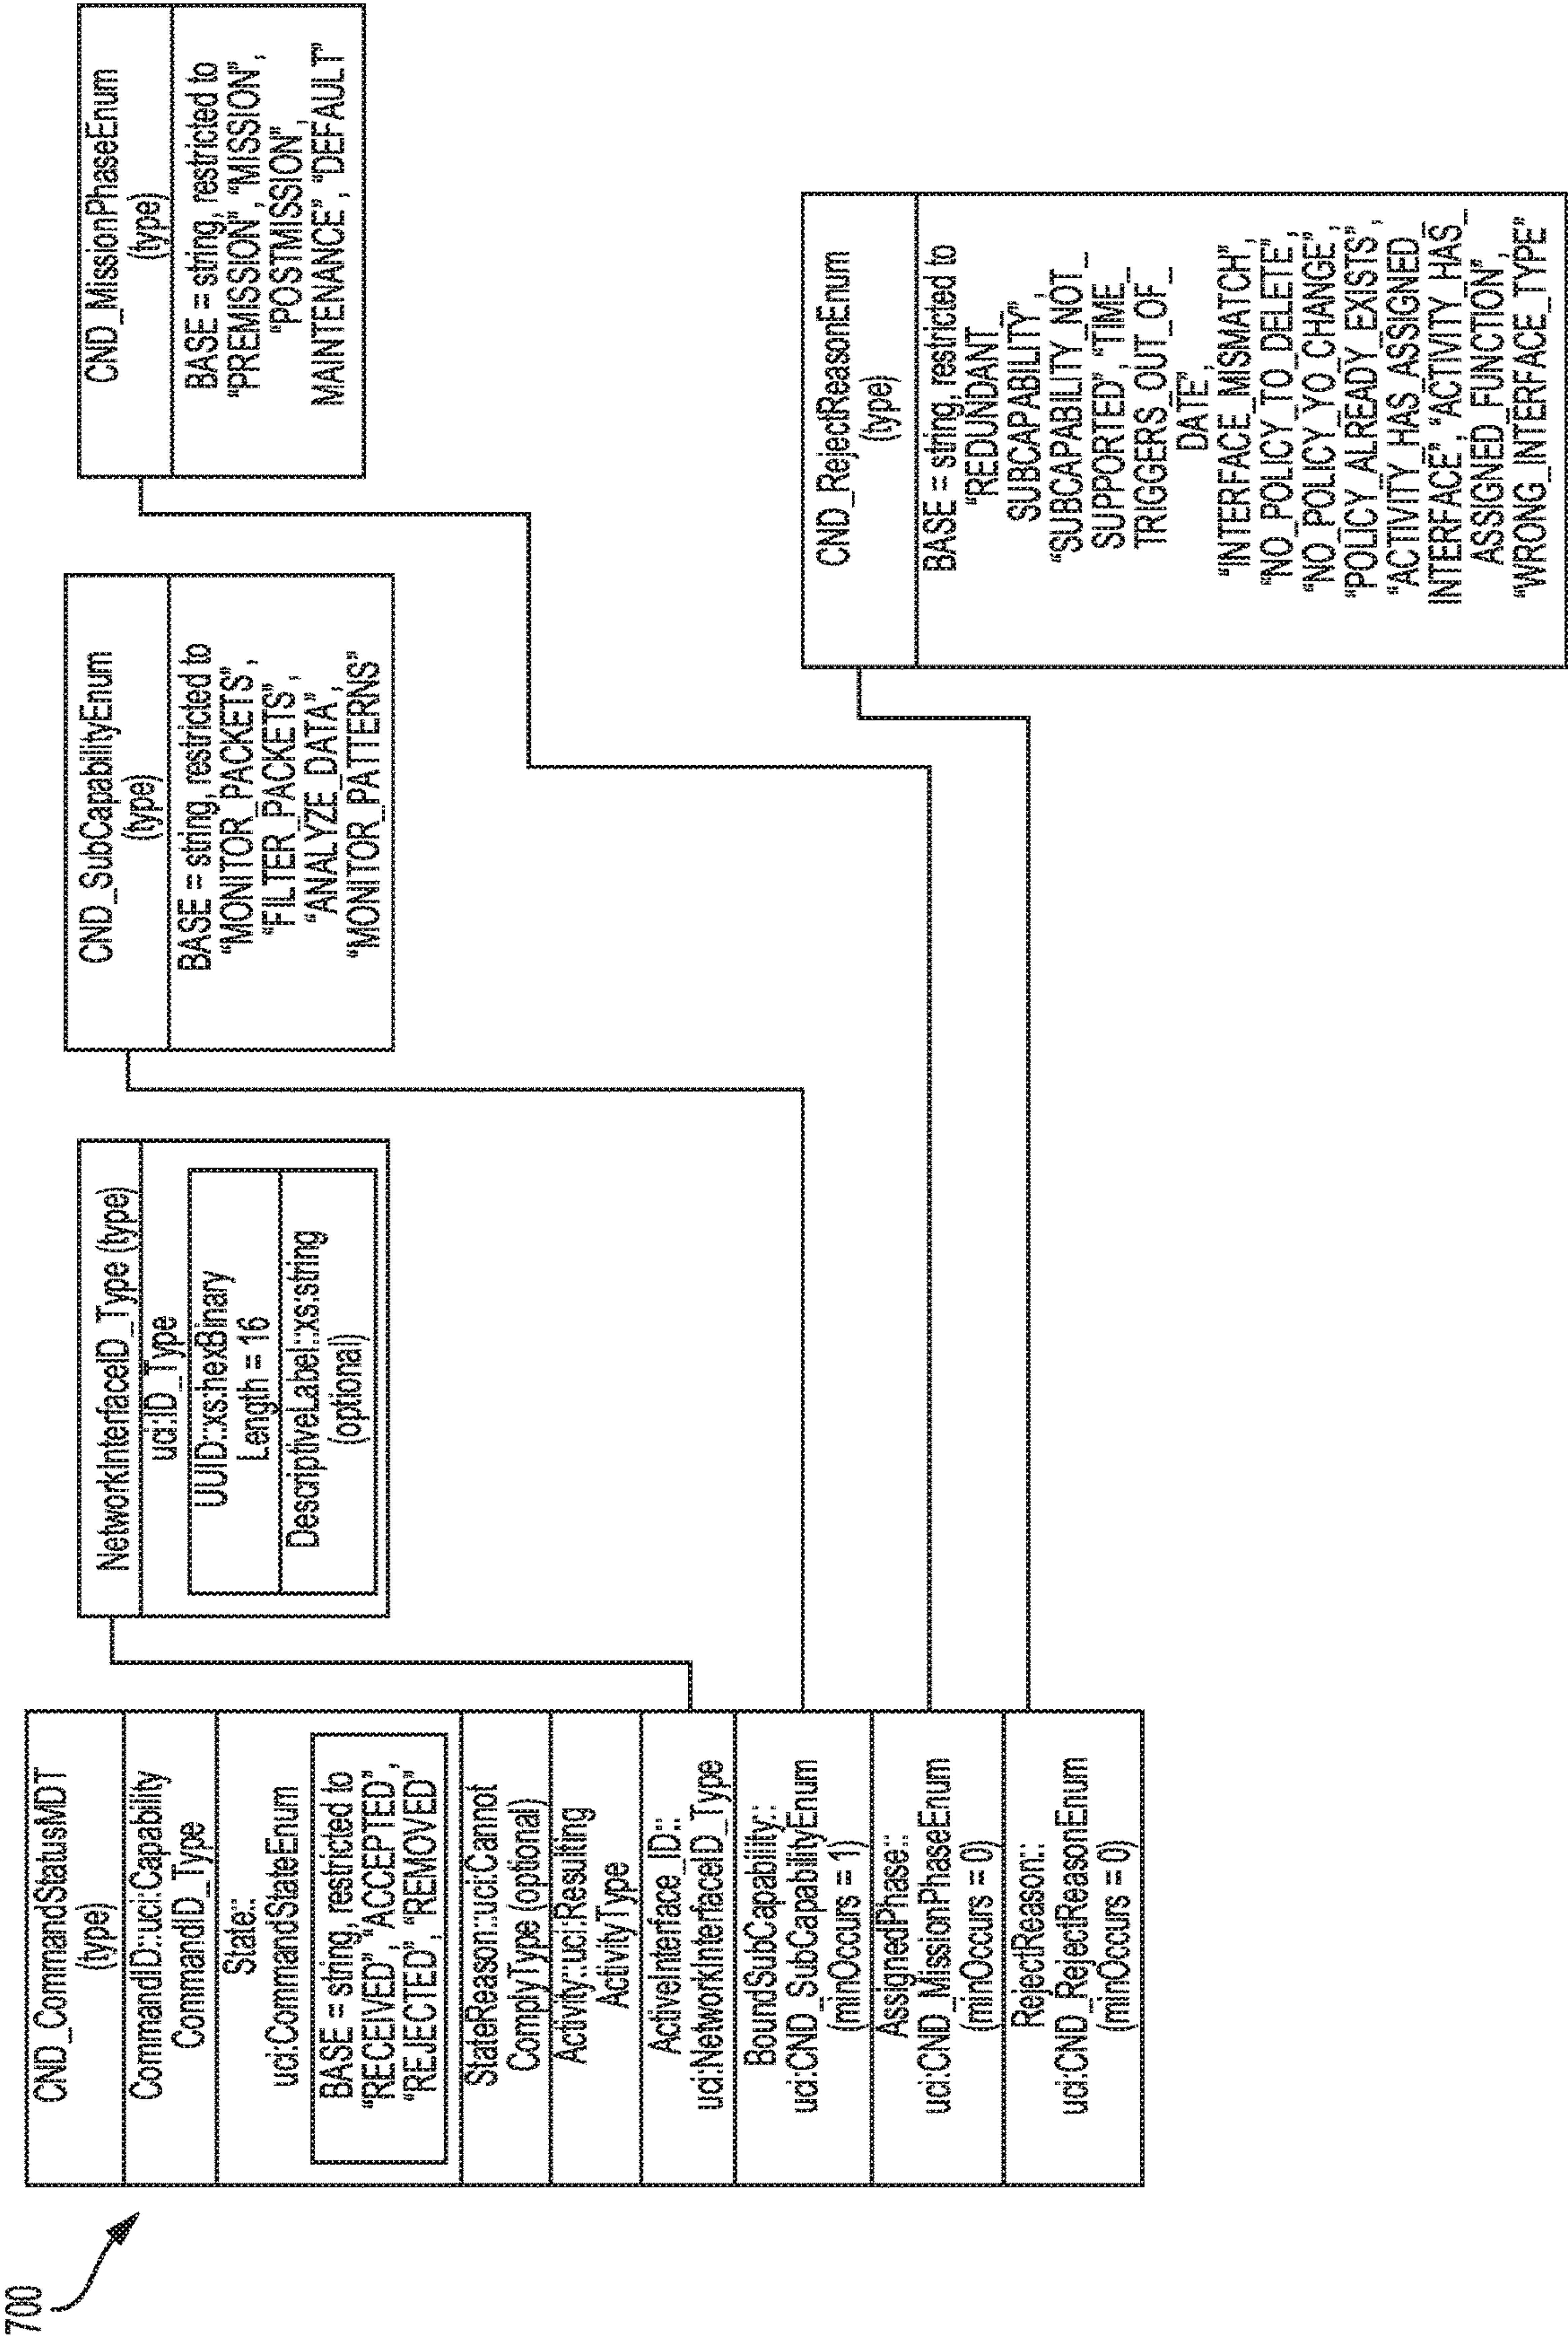 700
CND_CommandStatusMDT
(type)
CommandID::uci:Capability
CommandID_Type
State::
uci:CommandStateEnum
BASE = string, restricted to
“RECEIVED”, “ACCEPTED”,
“REJECTED”, “REMOVED”
StateReason::uci:Cannot
ComplyType (optional)
Activity::uci:Resulting
ActivityType
ActiveInterface_ID::
uci:NetworkInterfaceID_Type
BoundSubCapability::
uci:CND_SubCapabilityEnum
(minOccurs = 1)
AssignedPhase::
uci:CND_MissionPhaseEnum
(minOccurs = 0)
RejectReason::
uci:CND_RejectReasonEnum
(minOccurs = 0)
NetworkInterfaceID_Type (type)
uci:ID_Type
UUID::xs:hexBinary
Length = 16
DescriptiveLabel::xs:string
(optional)
CND_SubCapabilityEnum
(type)
BASE = string, restricted to
“MONITOR_PACKETS”,
“FILTER_PACKETS”,
“ANALYZE_DATA”,
“MONITOR_PATTERNS”
CND_MissionPhaseEnum
(type)
BASE = string, restricted to
“PREMISSION”, “MISSION”,
“POSTMISSION”,
MAINTENANCE”, “DEFAULT”
CND_RejectReasonEnum
(type)
BASE = string, restricted to
“REDUNDANT_
SUBCAPABILITY”,
“SUBCAPABILITY_NOT_
SUPPORTED”, “TIME_
TRIGGERS_OUT_OF_
DATE”,
“INTERFACE_MISMATCH”,
“NO_POLICY_TO_DELETE”,
“NO_POLICY_YO_CHANGE”,
“POLICY_ALREADY_EXISTS”,
“ACTIVITY_HAS_ASSIGNED_
INTERFACE”, “ACTIVITY_HAS_
ASSIGNED_FUNCTION”,
“WRONG_INTERFACE_TYPE”